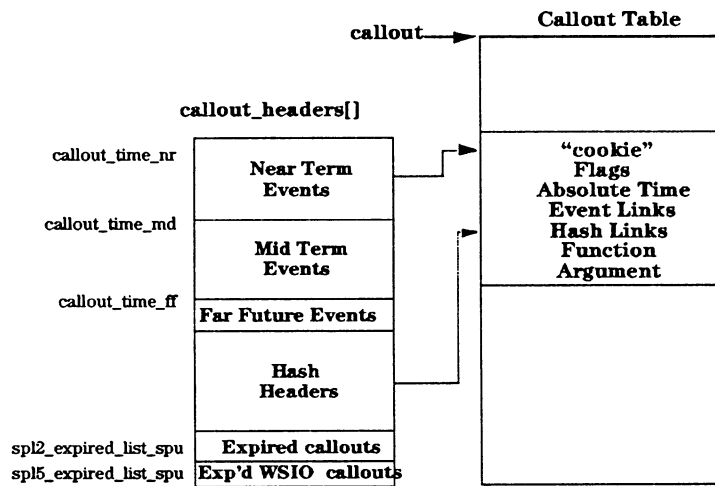 Callout Table
callout
callout_headers[]
callout_time_nr
Near Term
Events
callout_time_md
Mid Term
Events
callout_time_ff
Far Future Events
Hash
Headers
spl2_expired_list_spu
Expired callouts
spl5_expired_list_spu
Exp'd WSIO callouts
“cookie”
Flags
Absolute Time
Event Links
Hash Links
Function
Argument